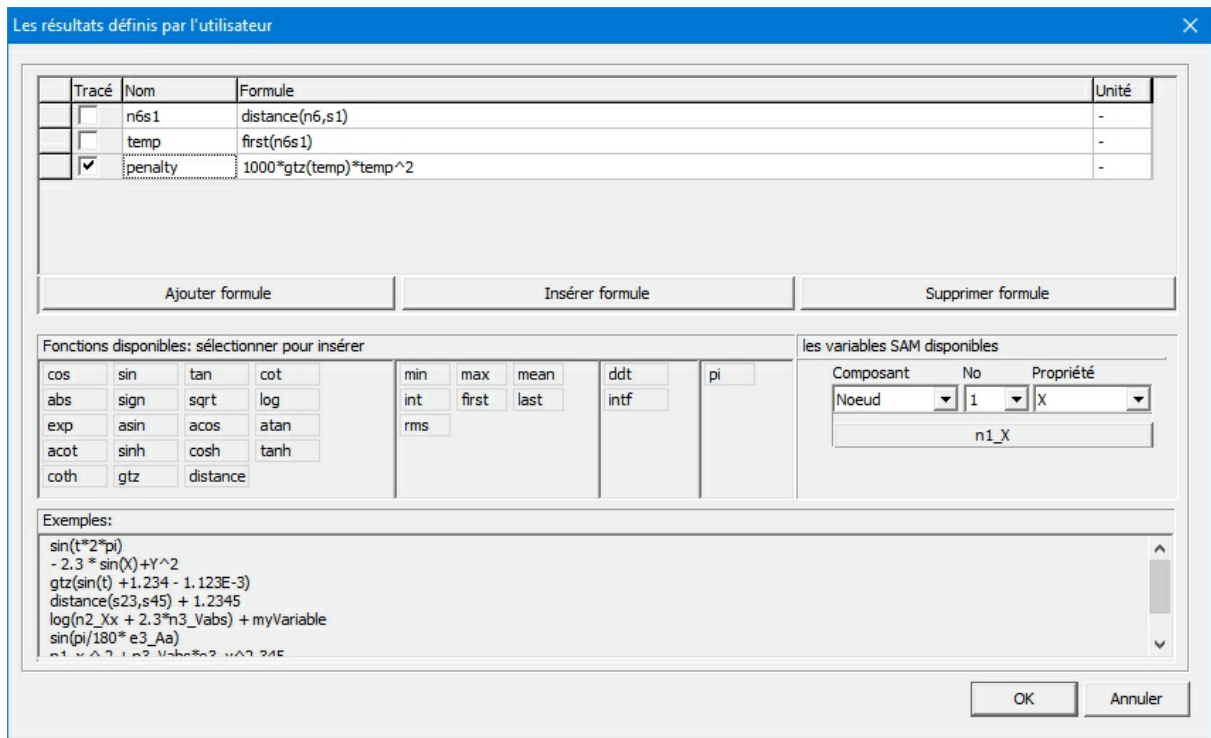 Les résultats définis par l'utilisateur
Tracé Nom Formule Unité
n6s1 distance(n6,s1) -
temp first(n6s1) -
penalty 1000*gtz(temp)*temp^2 -
Ajouter formule Insérer formule Supprimer formule
Fonctions disponibles: sélectionner pour insérer les variables SAM disponibles
cos sin tan cot min max mean ddt pi Composant No Propriété
abs sign sqrt log int first last intf Noeud 1 X
exp asin acos atan rms n1_X
acot sinh cosh tanh
coth gtz distance
Exemples:
sin(t*2*pi)
- 2.3 * sin(X)+Y^2
gtz(sin(t) +1.234 - 1.123E-3)
distance(s23,s45) + 1.2345
log(n2_Xx + 2.3*n3_Vabs) + myVariable
sin(pi/180* e3_Aa)
OK Annuler